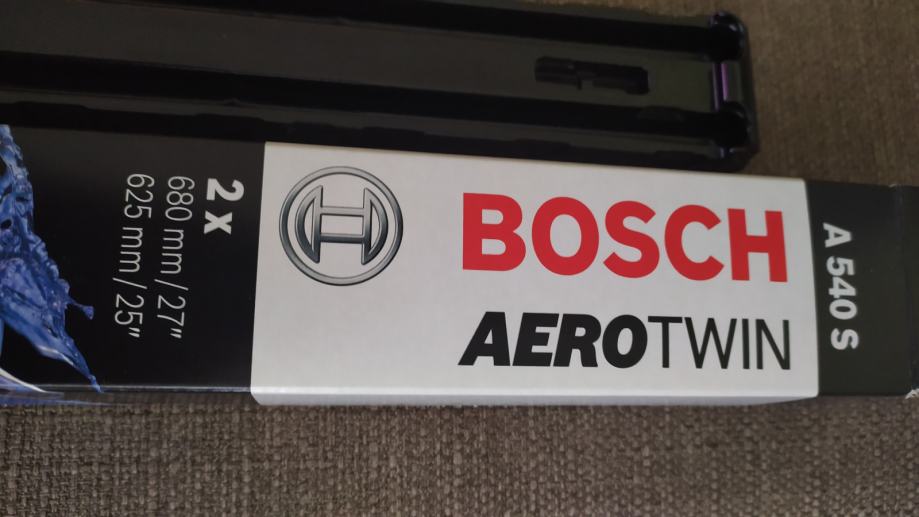 2 x
680 mm / 27"
625 mm / 25"
BOSCH
AEROTWIN
A 540 S